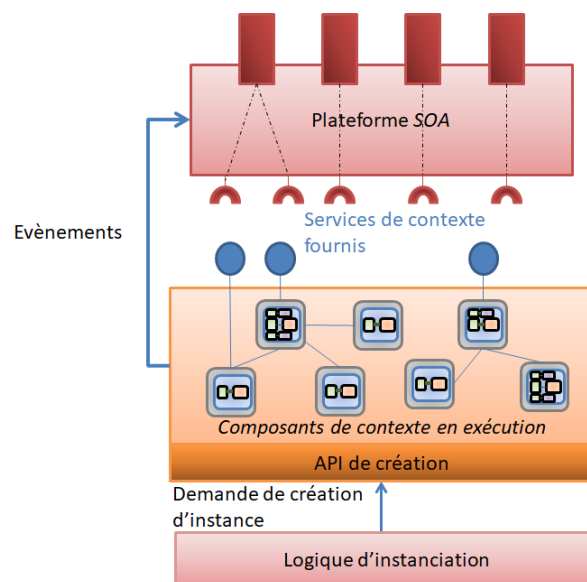 Plateforme SOA
Evènements
Services de contexte
fournis
Composants de contexte en exécution
API de création
Demande de création
d'instance
Logique d'instanciation